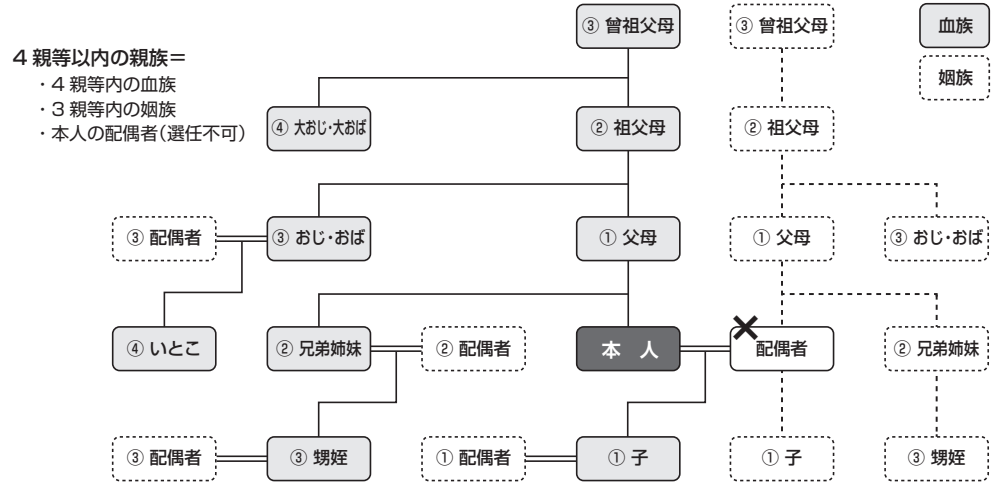 ③ 曾祖父母
③ 曾祖父母
血族
4 親等以内の親族＝
姻族
・4 親等内の血族
・3 親等内の姻族
・本人の配偶者(選任不可)
④ 大おじ・大おば
② 祖父母
② 祖父母
③ 配偶者
③ おじ・おば
① 父母
① 父母
③ おじ・おば
④ いとこ
② 兄弟姉妹
② 配偶者
本 人
配偶者
② 兄弟姉妹
③ 配偶者
③ 甥姪
① 配偶者
① 子
① 子
③ 甥姪